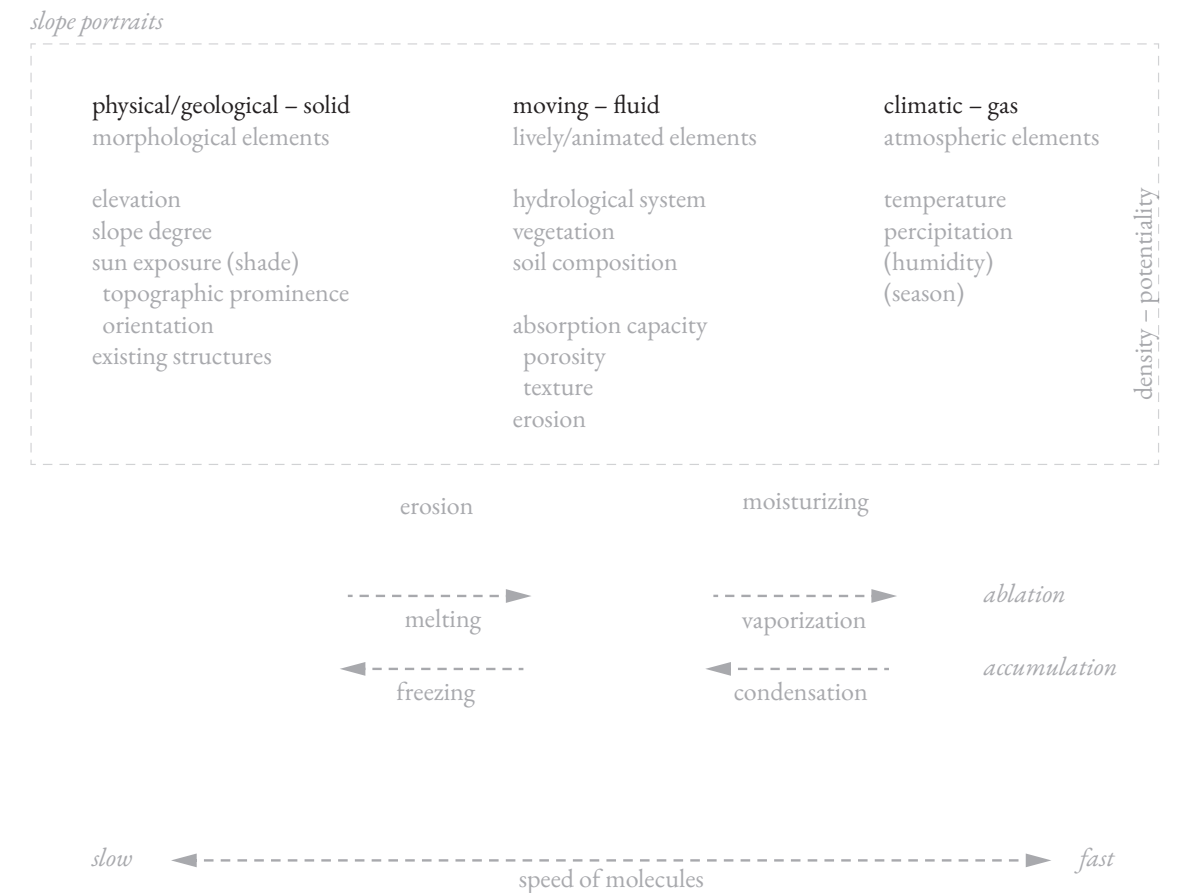 slope portraits
physical/geological – solid
morphological elements
elevation
slope degree
sun exposure (shade)
topographic prominence
orientation
existing structures
moving – fluid
lively/animated elements
hydrological system
vegetation
soil composition
absorption capacity
porosity
texture
erosion
climatic – gas
atmospheric elements
temperature
percipitation
(humidity)
(season)
density – potentiality
erosion
moisturizing
melting
vaporization
ablation
freezing
condensation
accumulation
slow
speed of molecules
fast